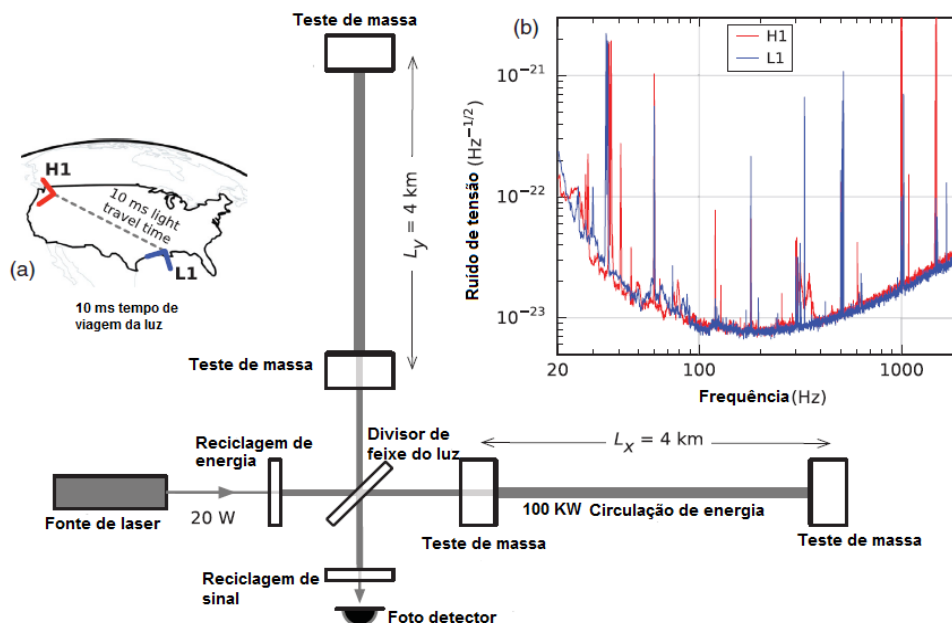 Teste de massa
L_y = 4 km
Teste de massa
(a)
H1
10 ms light
travel time
L1
10 ms tempo de
viagem da luz
(b)
H1
L1
Ruído de tensão (Hz^-1/2)
10^-21
10^-22
10^-23
20
100
1000
Frequência (Hz)
Reciclagem de
energia
Divisor de
feixe do luz
L_x = 4 km
Fonte de laser
20 W
Teste de massa
100 KW Circulação de energia
Teste de massa
Reciclagem de
sinal
Foto detector